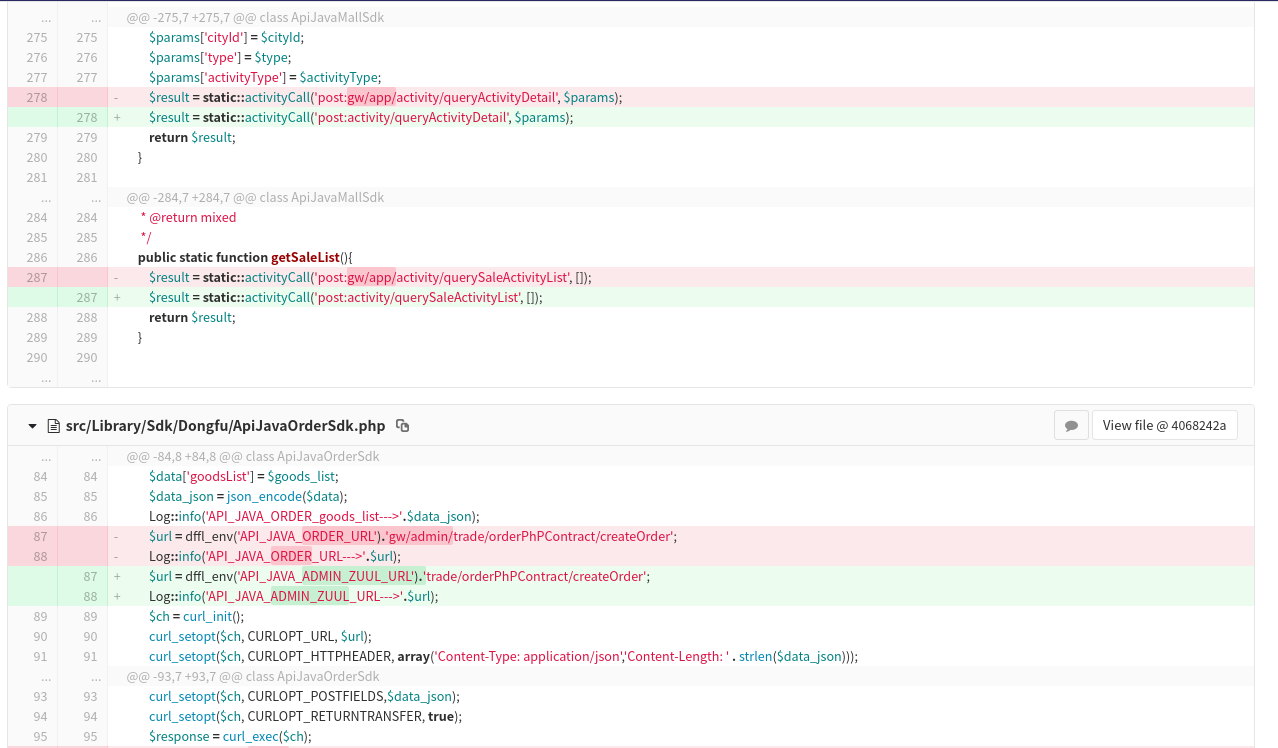 ... ... @@ -275,7 +275,7 @@ class ApiJavaMallSdk
275 275 $params['cityId'] = $cityId;
276 276 $params['type'] = $type;
277 277 $params['activityType'] = $activityType;
278 - $result = static::activityCall('post:gw/app/activity/queryActivityDetail', $params);
278 + $result = static::activityCall('post:activity/queryActivityDetail', $params);
279 279 return $result;
280 280 }
281 281
... ... @@ -284,7 +284,7 @@ class ApiJavaMallSdk
284 284 * @return mixed
285 285 */
286 286 public static function getSaleList(){
287 - $result = static::activityCall('post:gw/app/activity/querySaleActivityList', []);
287 + $result = static::activityCall('post:activity/querySaleActivityList', []);
288 288 return $result;
289 289 }
290 290
... ...
src/Library/Sdk/Dongfu/ApiJavaOrderSdk.php View file @ 4068242a
... ... @@ -84,8 +84,8 @@ class ApiJavaOrderSdk
84 84 $data['goodsList'] = $goods_list;
85 85 $data_json = json_encode($data);
86 86 Log::info('API_JAVA_ORDER_goods_list--->'.$data_json);
87 - $url = dffl_env('API_JAVA_ORDER_URL').'gw/admin/trade/orderPhPContract/createOrder';
88 - Log::info('API_JAVA_ORDER_URL--->'.$url);
87 + $url = dffl_env('API_JAVA_ADMIN_ZUUL_URL').'trade/orderPhPContract/createOrder';
88 + Log::info('API_JAVA_ADMIN_ZUUL_URL--->'.$url);
89 89 $ch = curl_init();
90 90 curl_setopt($ch, CURLOPT_URL, $url);
91 91 curl_setopt($ch, CURLOPT_HTTPHEADER, array('Content-Type: application/json','Content-Length: ' . strlen($data_json)));
... ... @@ -93,7 +93,7 @@ class ApiJavaOrderSdk
93 93 curl_setopt($ch, CURLOPT_POSTFIELDS,$data_json);
94 94 curl_setopt($ch, CURLOPT_RETURNTRANSFER, true);
95 95 $response = curl_exec($ch);